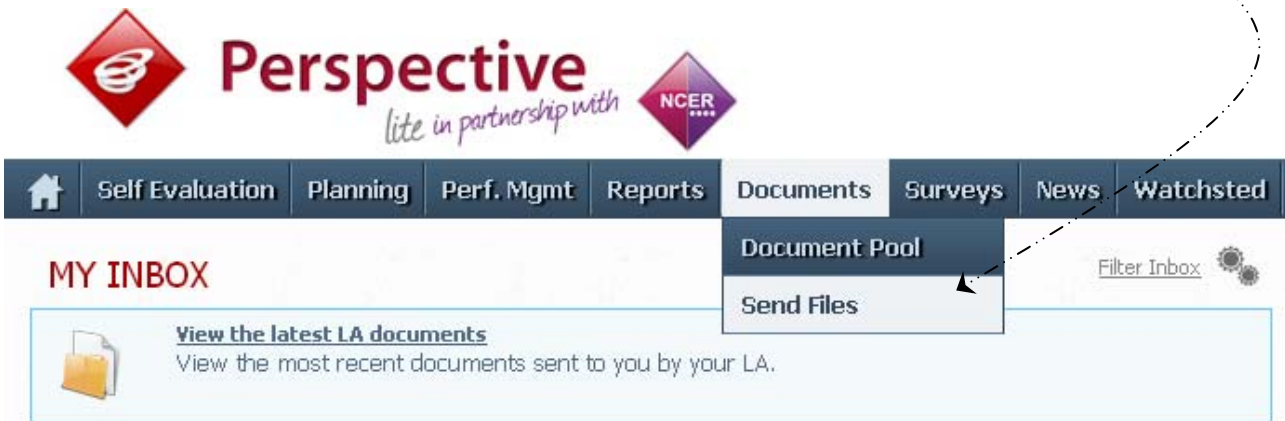 Perspective
lite in partnership with
NCER
Self Evaluation Planning Perf. Mgmt Reports Documents Surveys News Watchsted
Document Pool
Send Files
MY INBOX
Filter Inbox
View the latest LA documents
View the most recent documents sent to you by your LA.